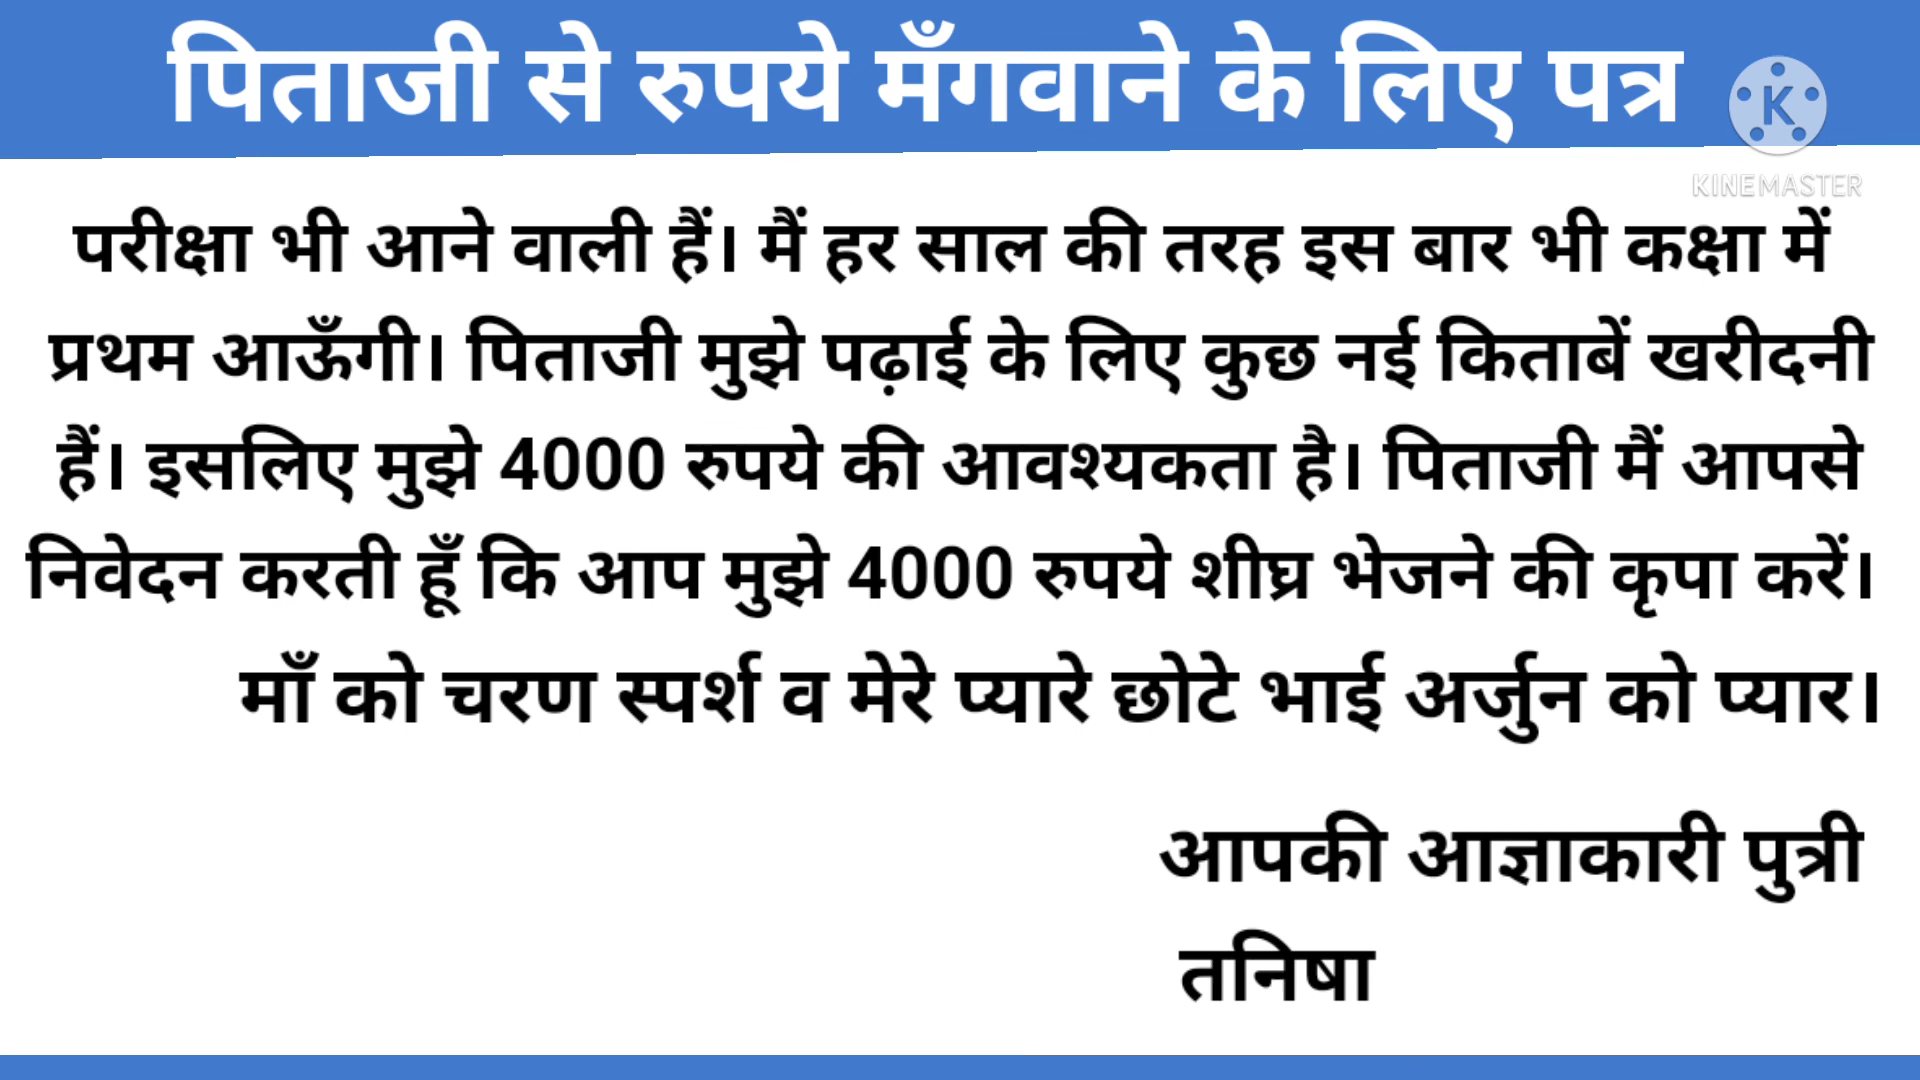 पिताजी से रुपये मँगवाने के लिए पत्र
K
KINEMASTER
परीक्षा भी आने वाली हैं। मैं हर साल की तरह इस बार भी कक्षा में
प्रथम आऊँगी। पिताजी मुझे पढ़ाई के लिए कुछ नई किताबें खरीदनी
हैं। इसलिए मुझे 4000 रुपये की आवश्यकता है। पिताजी मैं आपसे
निवेदन करती हूँ कि आप मुझे 4000 रुपये शीघ्र भेजने की कृपा करें।
माँ को चरण स्पर्श व मेरे प्यारे छोटे भाई अर्जुन को प्यार।
आपकी आज्ञाकारी पुत्री
तनिषा